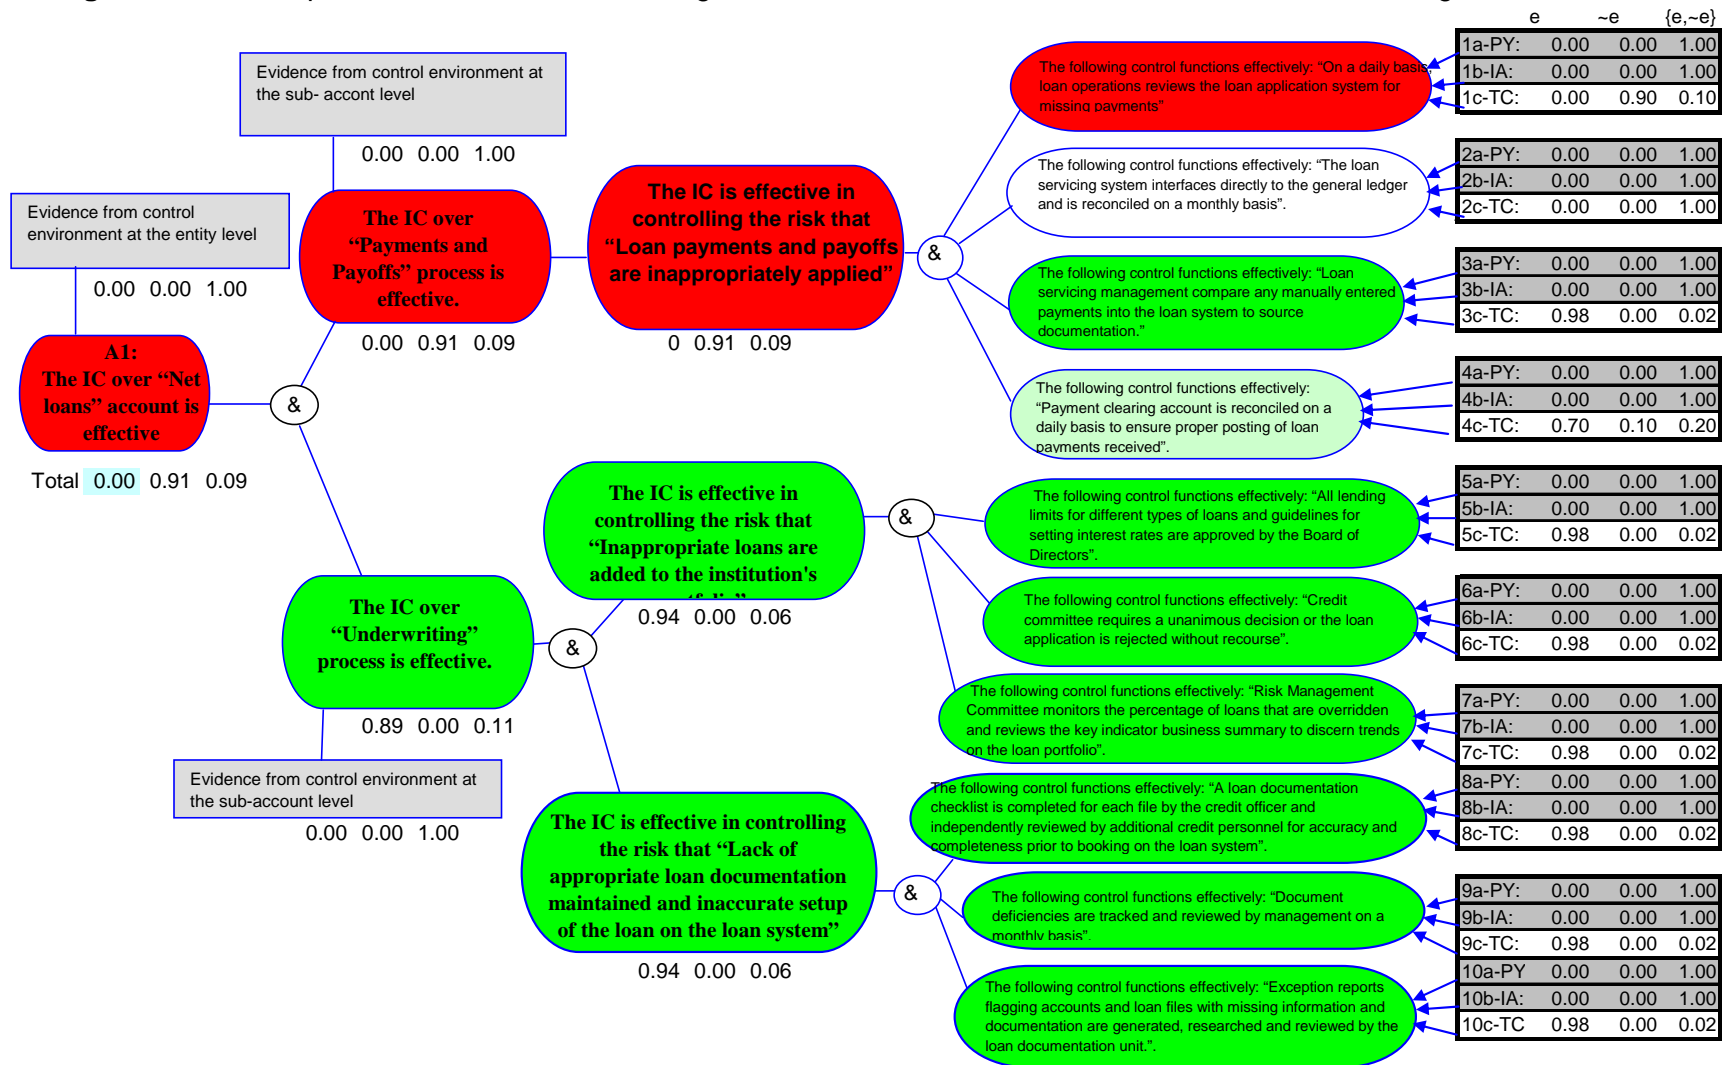 e ~e {e,~e}
Evidence from control environment at
the sub- accont level
0.00 0.00 1.00
Evidence from control
environment at the entity level
0.00 0.00 1.00
A1:
The IC over “Net
loans” account is
effective
Total 0.00 0.91 0.09
&
The IC over
“Payments and
Payoffs” process is
effective.
0.00 0.91 0.09
The IC is effective in
controlling the risk that
“Loan payments and payoffs
are inappropriately applied”
0 0.91 0.09
&
The following control functions effectively: “On a daily basis,
loan operations reviews the loan application system for
missing payments”
1a-PY: 0.00 0.00 1.00
1b-IA: 0.00 0.00 1.00
1c-TC: 0.00 0.90 0.10
The following control functions effectively: “The loan
servicing system interfaces directly to the general ledger
and is reconciled on a monthly basis”.
2a-PY: 0.00 0.00 1.00
2b-IA: 0.00 0.00 1.00
2c-TC: 0.00 0.00 1.00
The following control functions effectively: “Loan
servicing management compare any manually entered
payments into the loan system to source
documentation.”
3a-PY: 0.00 0.00 1.00
3b-IA: 0.00 0.00 1.00
3c-TC: 0.98 0.00 0.02
The following control functions effectively:
“Payment clearing account is reconciled on a
daily basis to ensure proper posting of loan
payments received”.
4a-PY: 0.00 0.00 1.00
4b-IA: 0.00 0.00 1.00
4c-TC: 0.70 0.10 0.20
The IC over
“Underwriting”
process is effective.
0.89 0.00 0.11
Evidence from control environment at
the sub-account level
0.00 0.00 1.00
&
The IC is effective in
controlling the risk that
“Inappropriate loans are
added to the institution's
0.94 0.00 0.06
&
The following control functions effectively: “All lending
limits for different types of loans and guidelines for
setting interest rates are approved by the Board of
Directors”.
5a-PY: 0.00 0.00 1.00
5b-IA: 0.00 0.00 1.00
5c-TC: 0.98 0.00 0.02
The following control functions effectively: “Credit
committee requires a unanimous decision or the loan
application is rejected without recourse”.
6a-PY: 0.00 0.00 1.00
6b-IA: 0.00 0.00 1.00
6c-TC: 0.98 0.00 0.02
The following control functions effectively: “Risk Management
Committee monitors the percentage of loans that are overridden
and reviews the key indicator business summary to discern trends
on the loan portfolio”.
7a-PY: 0.00 0.00 1.00
7b-IA: 0.00 0.00 1.00
7c-TC: 0.98 0.00 0.02
The IC is effective in controlling
the risk that “Lack of
appropriate loan documentation
maintained and inaccurate setup
of the loan on the loan system”
0.94 0.00 0.06
&
The following control functions effectively: “A loan documentation
checklist is completed for each file by the credit officer and
independently reviewed by additional credit personnel for accuracy and
completeness prior to booking on the loan system”.
8a-PY: 0.00 0.00 1.00
8b-IA: 0.00 0.00 1.00
8c-TC: 0.98 0.00 0.02
The following control functions effectively: “Document
deficiencies are tracked and reviewed by management on a
monthly basis”.
9a-PY: 0.00 0.00 1.00
9b-IA: 0.00 0.00 1.00
9c-TC: 0.98 0.00 0.02
The following control functions effectively: “Exception reports
flagging accounts and loan files with missing information and
documentation are generated, researched and reviewed by the
loan documentation unit.”.
10a-PY 0.00 0.00 1.00
10b-IA: 0.00 0.00 1.00
10c-TC 0.98 0.00 0.02